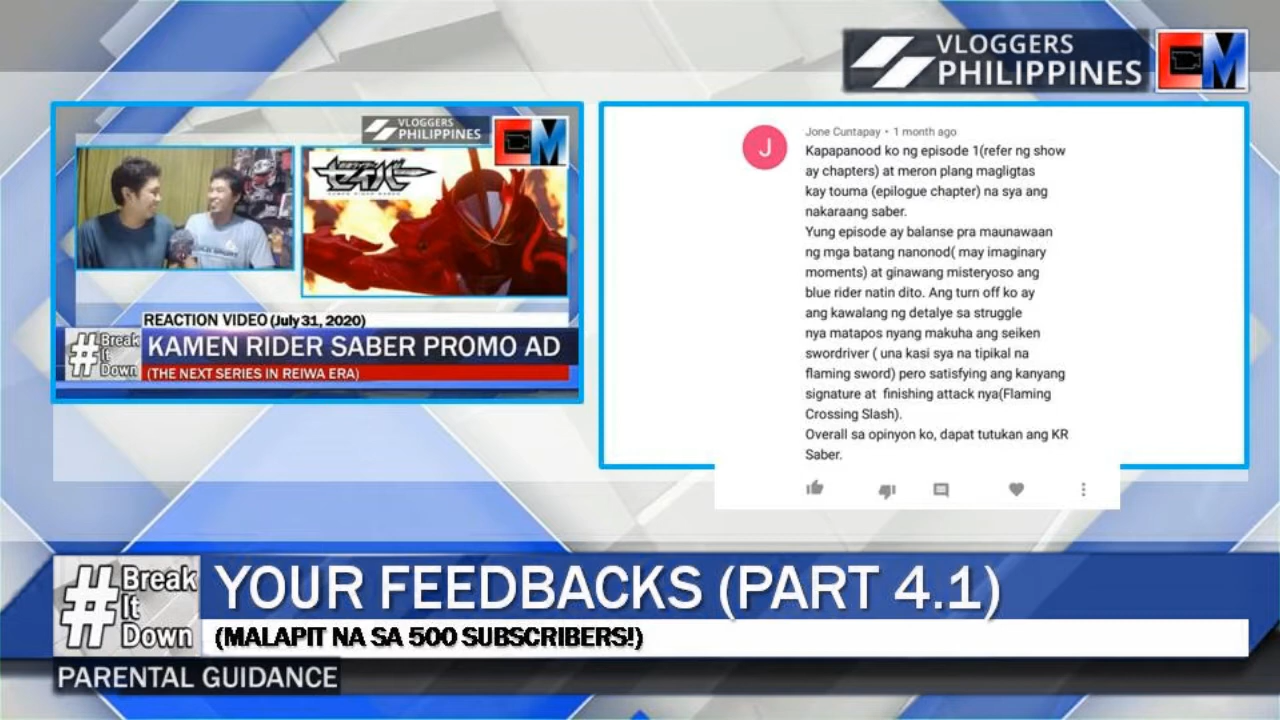 VLOGGERS
PHILIPPINES
VLOGGERS
PHILIPPINES
セイバー
REACTION VIDEO (July 31, 2020)
# Break
It
Down
KAMEN RIDER SABER PROMO AD
(THE NEXT SERIES IN REIWA ERA)
J
Jone Cuntapay • 1 month ago
Kapapanood ko ng episode 1(refer ng show
ay chapters) at meron plang magligtas
kay touma (epilogue chapter) na sya ang
nakaraang saber.
Yung episode ay balanse pra maunawaan
ng mga batang nanonod( may imaginary
moments) at ginawang misteryoso ang
blue rider natin dito. Ang turn off ko ay
ang kawalang ng detalye sa struggle
nya matapos nyang makuha ang seiken
swordriver ( una kasi sya na tipikal na
flaming sword) pero satisfying ang kanyang
signature at  finishing attack nya(Flaming
Crossing Slash).
Overall sa opinyon ko, dapat tutukan ang KR
Saber.
# Break
It
Down
YOUR FEEDBACKS (PART 4.1)
(MALAPIT NA SA 500 SUBSCRIBERS!)
PARENTAL GUIDANCE